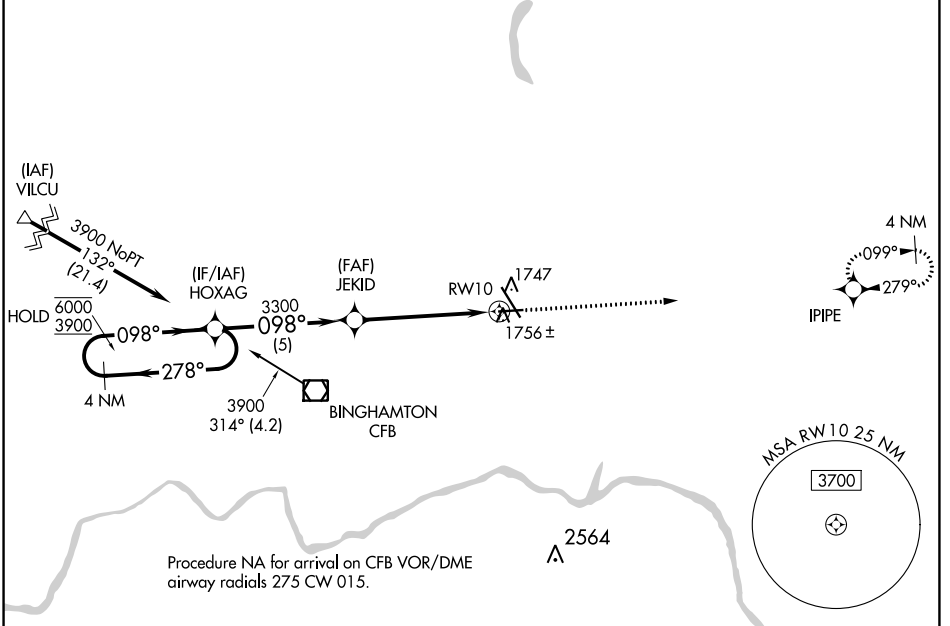 (IAF)
VILCU
3900 NoPT
132°
(21.4)
(IF/IAF)
HOXAG
(FAF)
JEKID
HOLD
6000
3900
098°
278°
4 NM
3300
098°
(5)
RW10
1747
1756 ±
4 NM
099°
279°
IPIPE
3900
314° (4.2)
BINGHAMTON
CFB
MSA RW10 25 NM
3700
2564
Procedure NA for arrival on CFB VOR/DME
airway radials 275 CW 015.